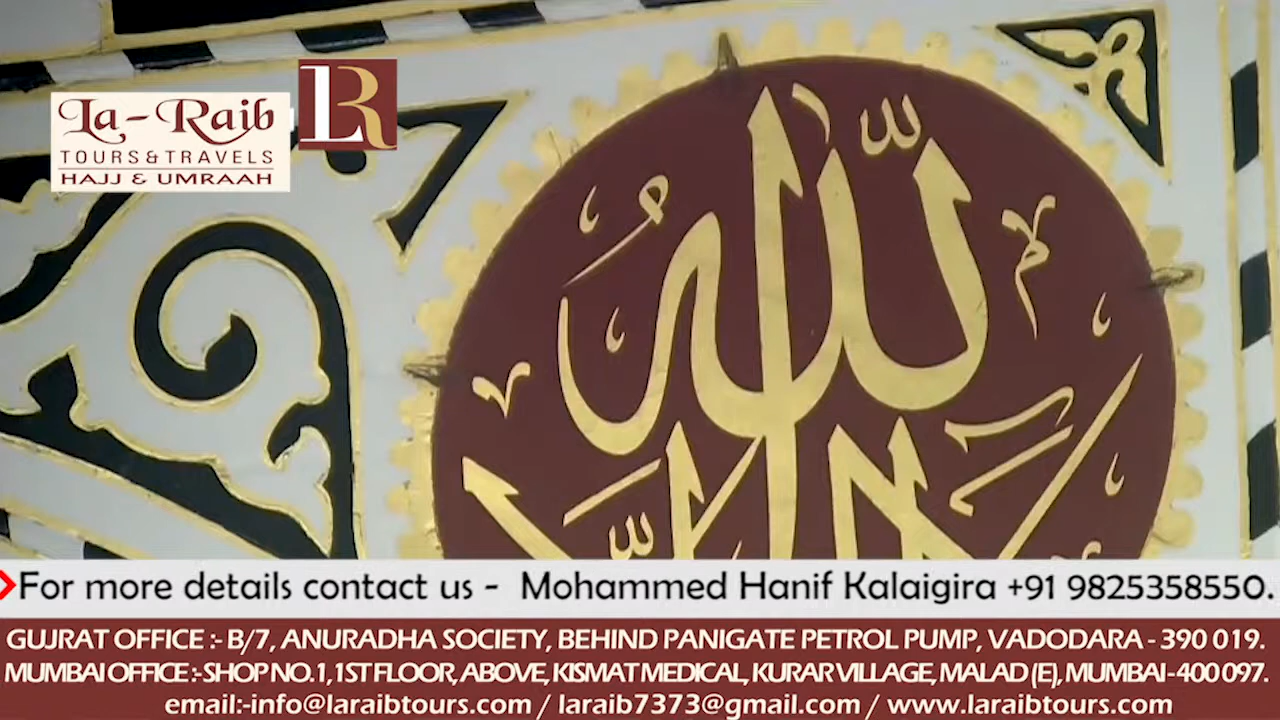 La-Raib
TOURS & TRAVELS
HAJJ & UMRAAH
LR
الله
For more details contact us - Mohammed Hanif Kalaigira +91 9825358550.
GUJRAT OFFICE :- B/7, ANURADHA SOCIETY, BEHIND PANIGATE PETROL PUMP, VADODARA - 390 019.
MUMBAI OFFICE :- SHOP NO. 1, 1ST FLOOR, ABOVE, KISMAT MEDICAL, KURAR VILLAGE, MALAD (E), MUMBAI - 400 097.
email:-info@laraibtours.com / laraib7373@gmail.com / www.laraibtours.com